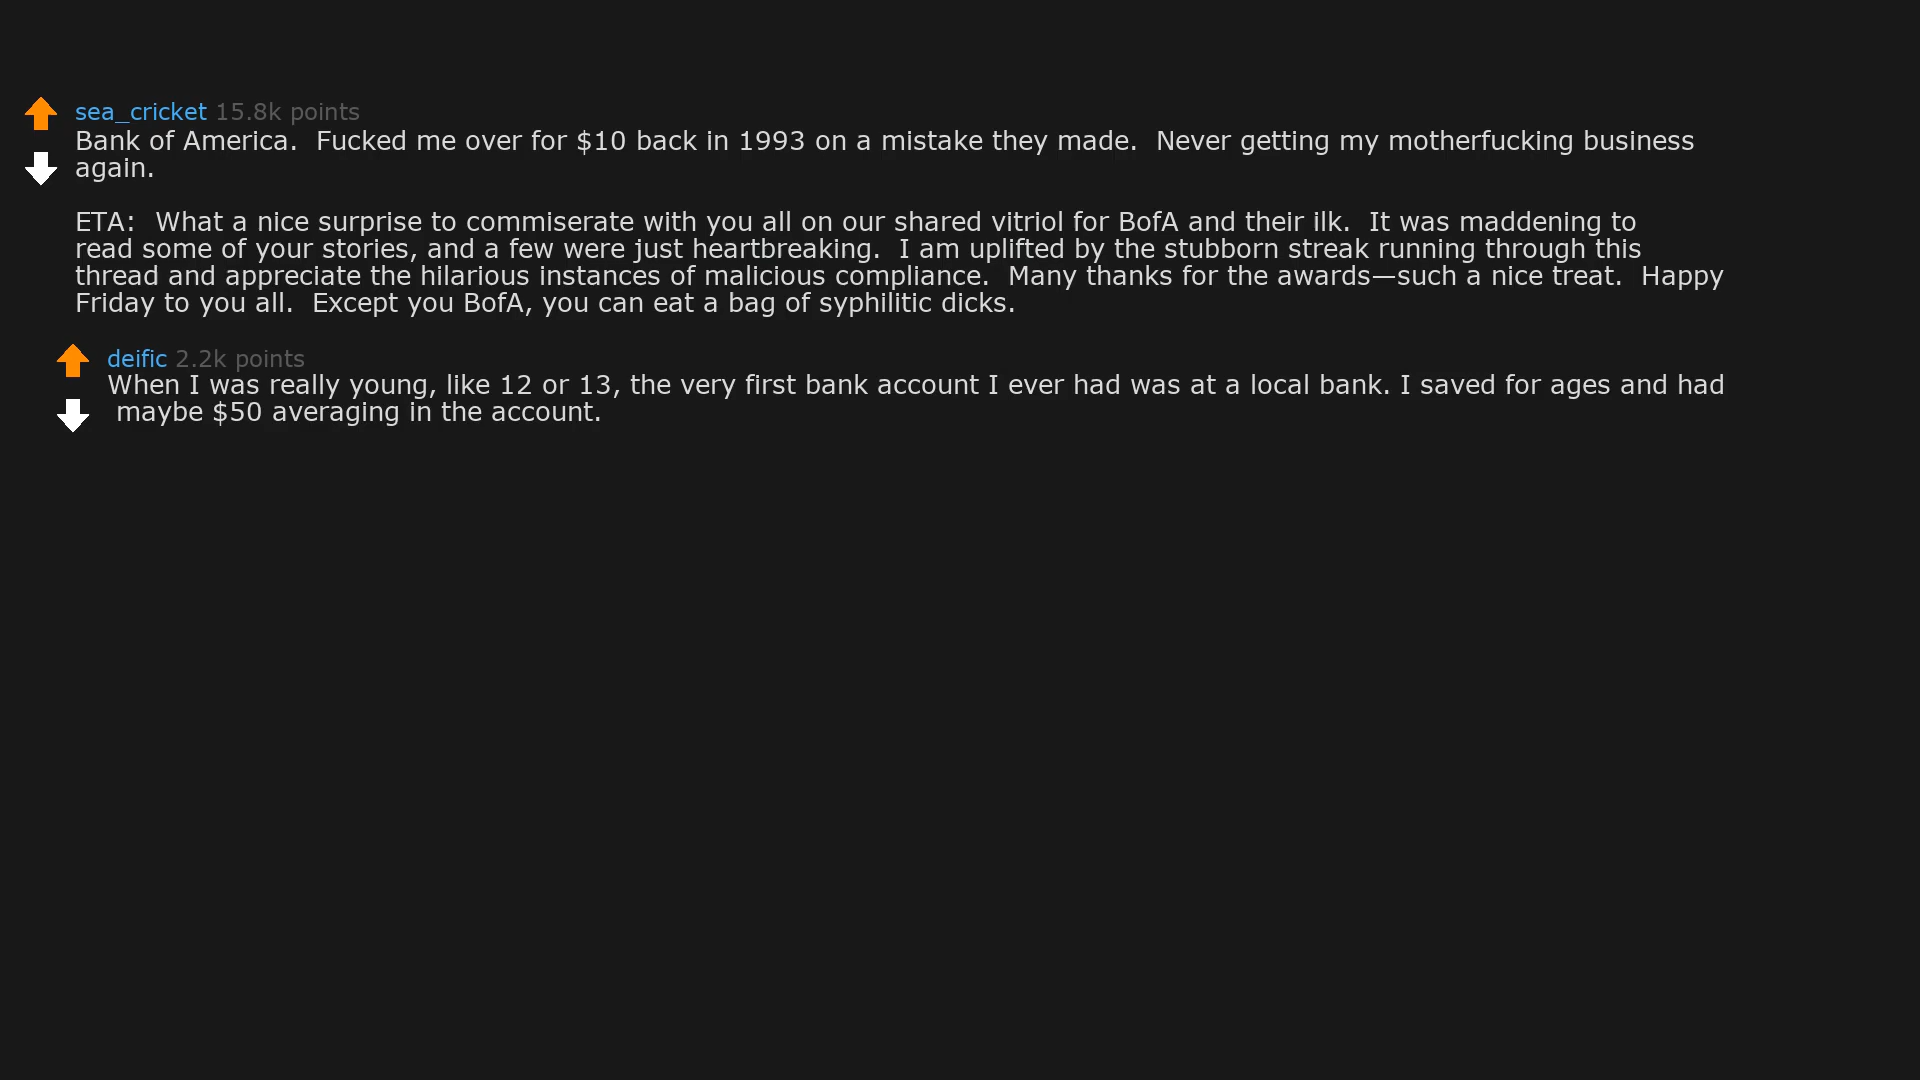 sea_cricket 15.8k points
Bank of America.  Fucked me over for $10 back in 1993 on a mistake they made.  Never getting my motherfucking business
again.
ETA:  What a nice surprise to commiserate with you all on our shared vitriol for BofA and their ilk.  It was maddening to
read some of your stories, and a few were just heartbreaking.  I am uplifted by the stubborn streak running through this
thread and appreciate the hilarious instances of malicious compliance.  Many thanks for the awards—such a nice treat.  Happy
Friday to you all.  Except you BofA, you can eat a bag of syphilitic dicks.
deific 2.2k points
When I was really young, like 12 or 13, the very first bank account I ever had was at a local bank. I saved for ages and had
maybe $50 averaging in the account.